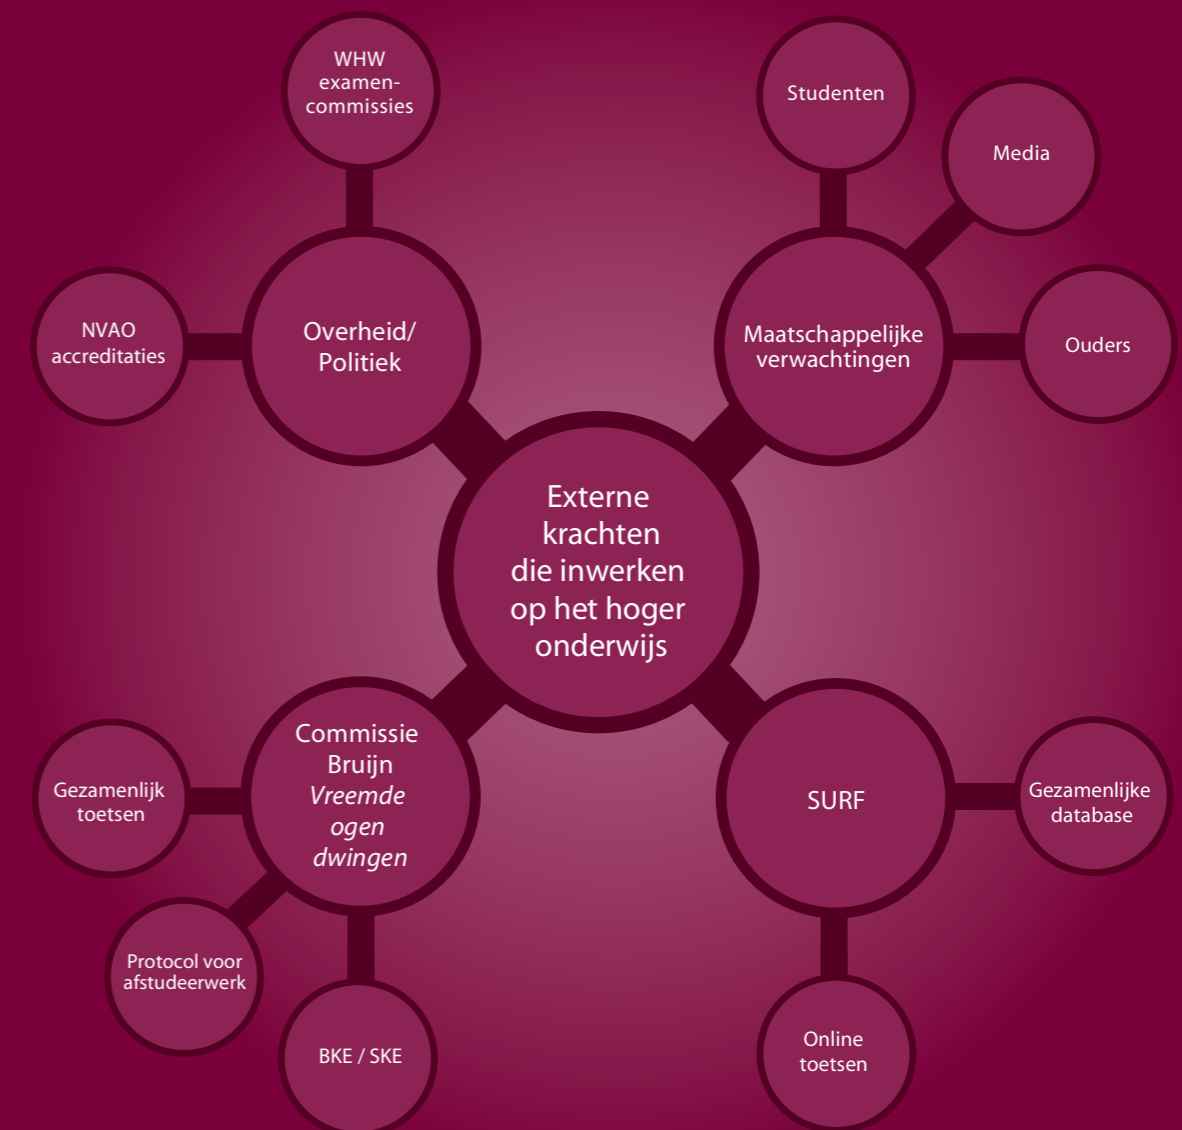 WHW
examen-
commissies
Studenten
Media
NVAO
accreditaties
Overheid/
Politiek
Maatschappelijke
verwachtingen
Ouders
Externe
krachten
die inwerken
op het hoger
onderwijs
Commissie
Bruijn
Vreemde
ogen
dwingen
Gezamenlijk
toetsen
Protocol voor
afstudeerwerk
BKE / SKE
SURF
Gezamenlijke
database
Online
toetsen